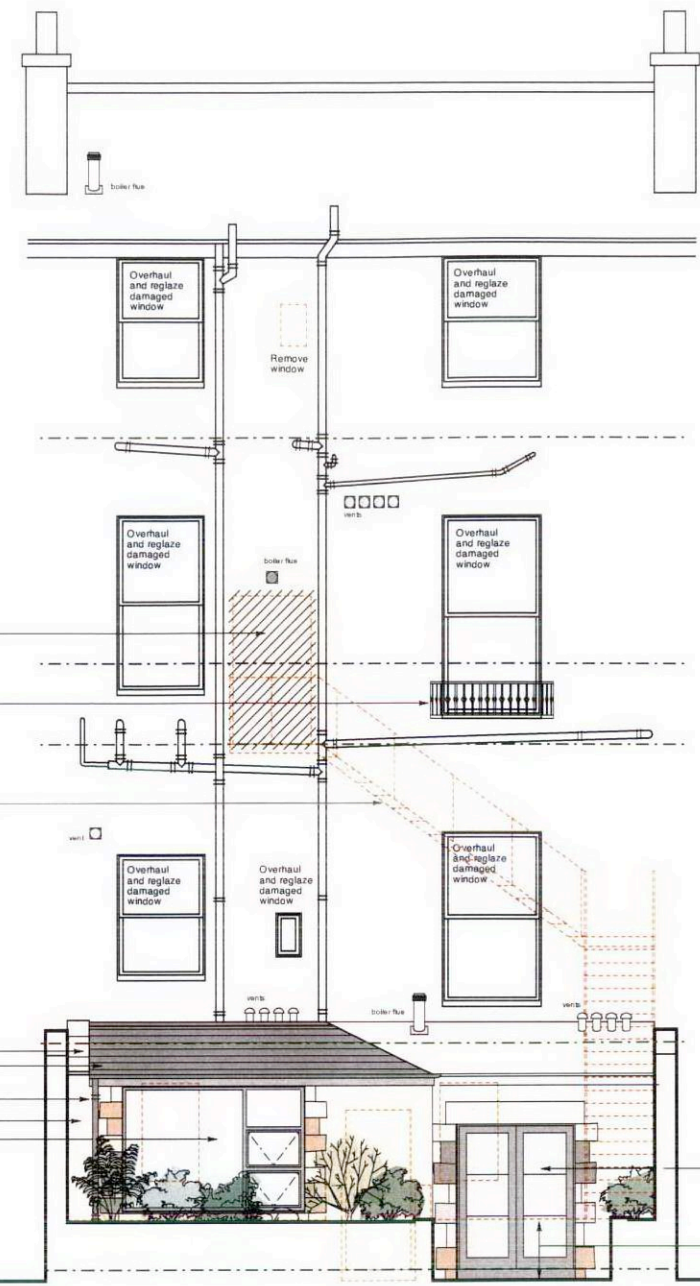 boiler flue
Overhaul
and reglaze
damaged
window
Overhaul
and reglaze
damaged
window
Remove
window
vents
Overhaul
and reglaze
damaged
window
Overhaul
and reglaze
damaged
window
boiler flue
vent
Overhaul
and reglaze
damaged
window
Overhaul
and reglaze
damaged
window
Overhaul
and reglaze
damaged
window
vents
boiler flue
vents